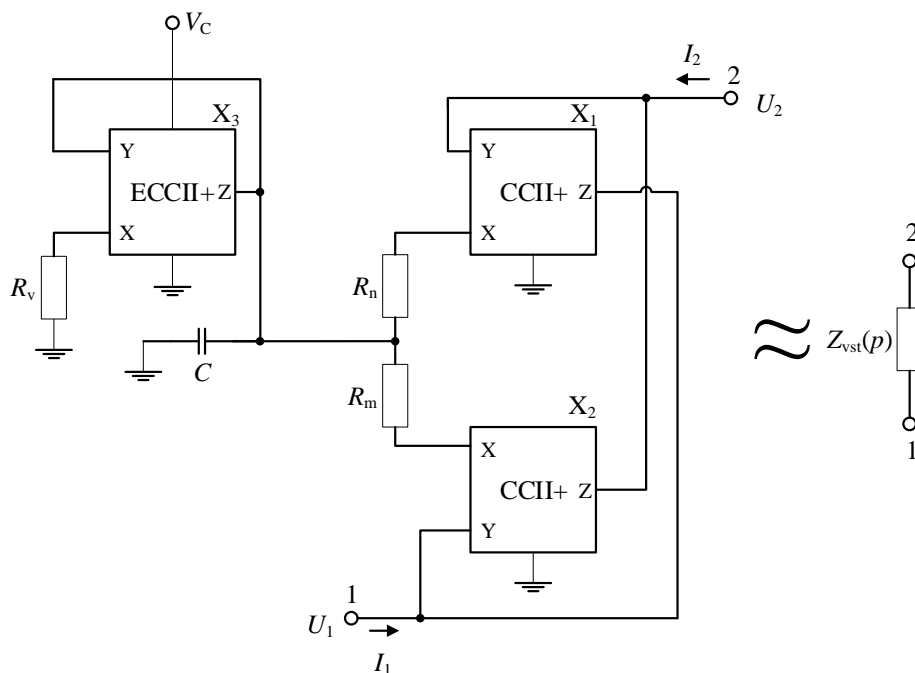 V_C
X_3
Y
ECCII+
Z
X
R_v
C
R_n
R_m
X_1
Y
CCII+
Z
X
I_2
2
U_2
X_2
X
CCII+
Z
Y
1
U_1
I_1
2
≈
Z_vst(p)
1